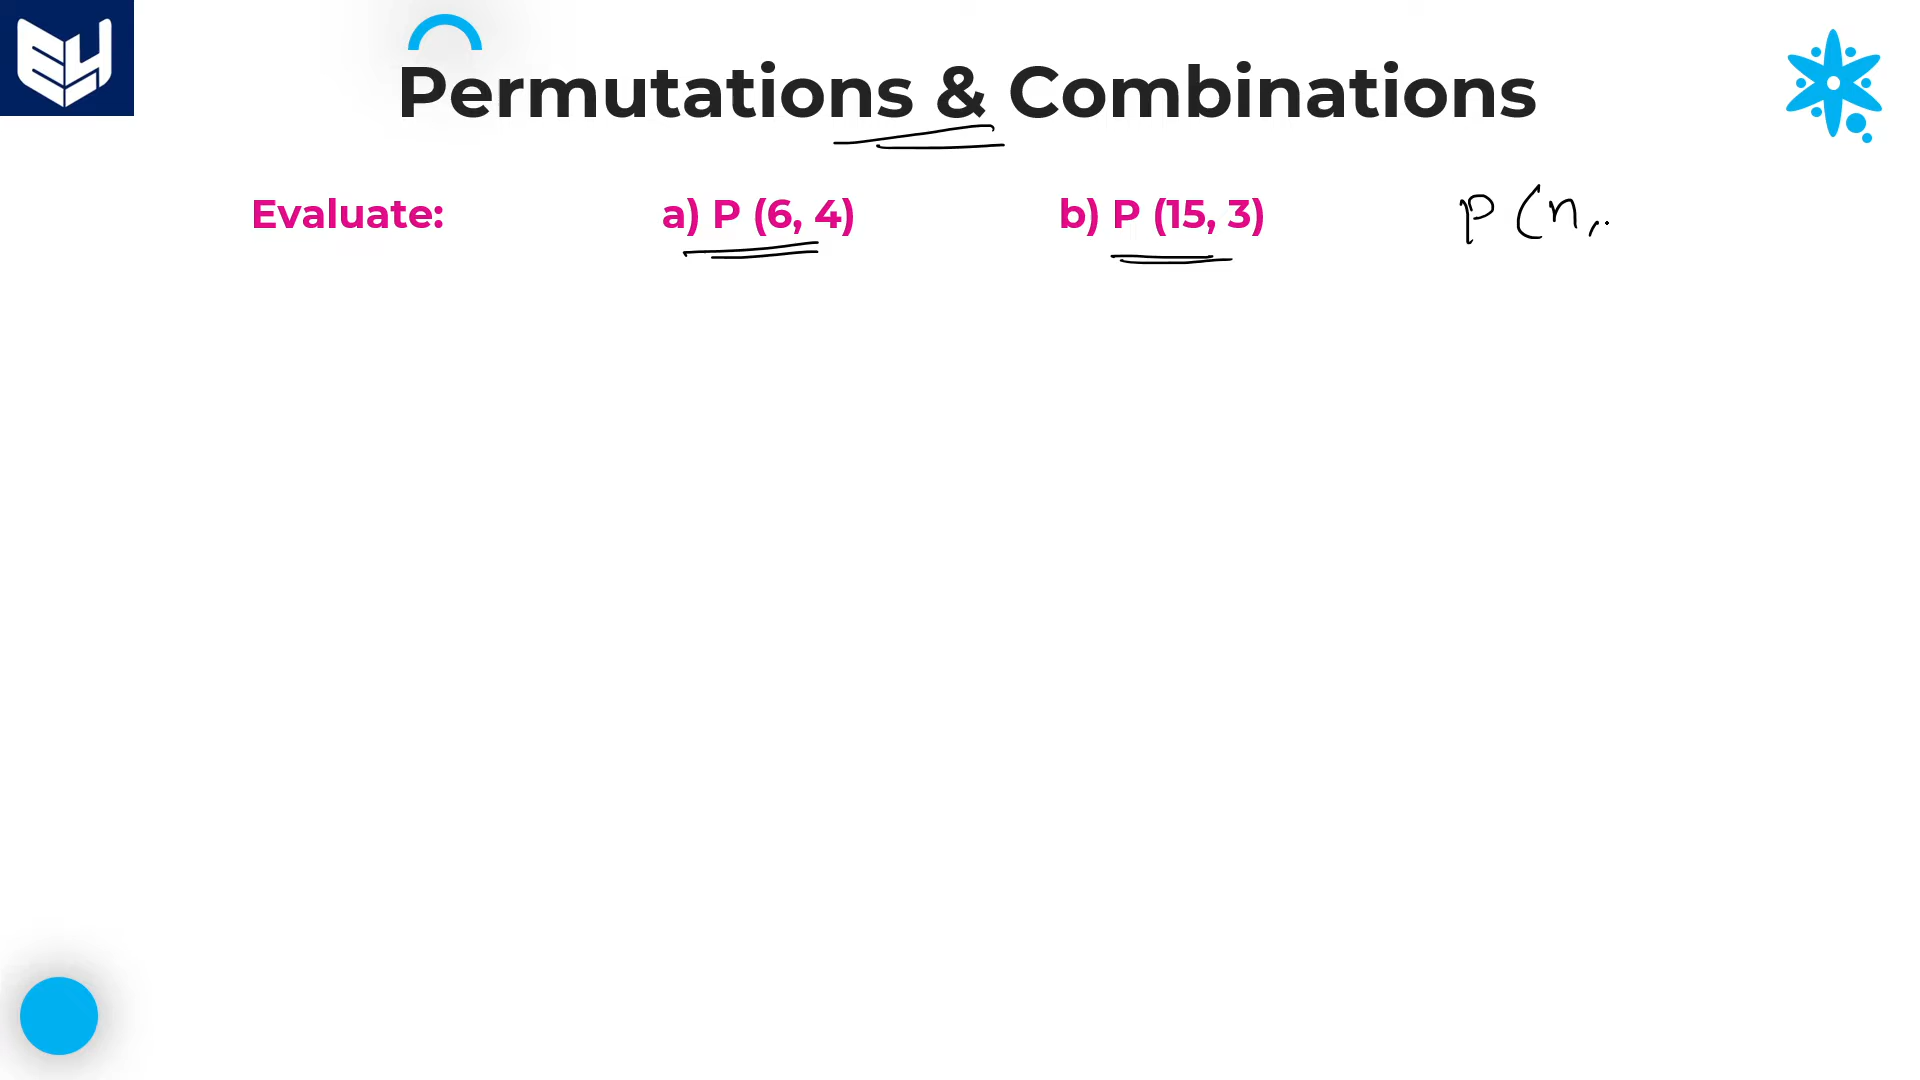 Permutations & Combinations
Evaluate: a) P (6, 4) b) P (15, 3) P (n,